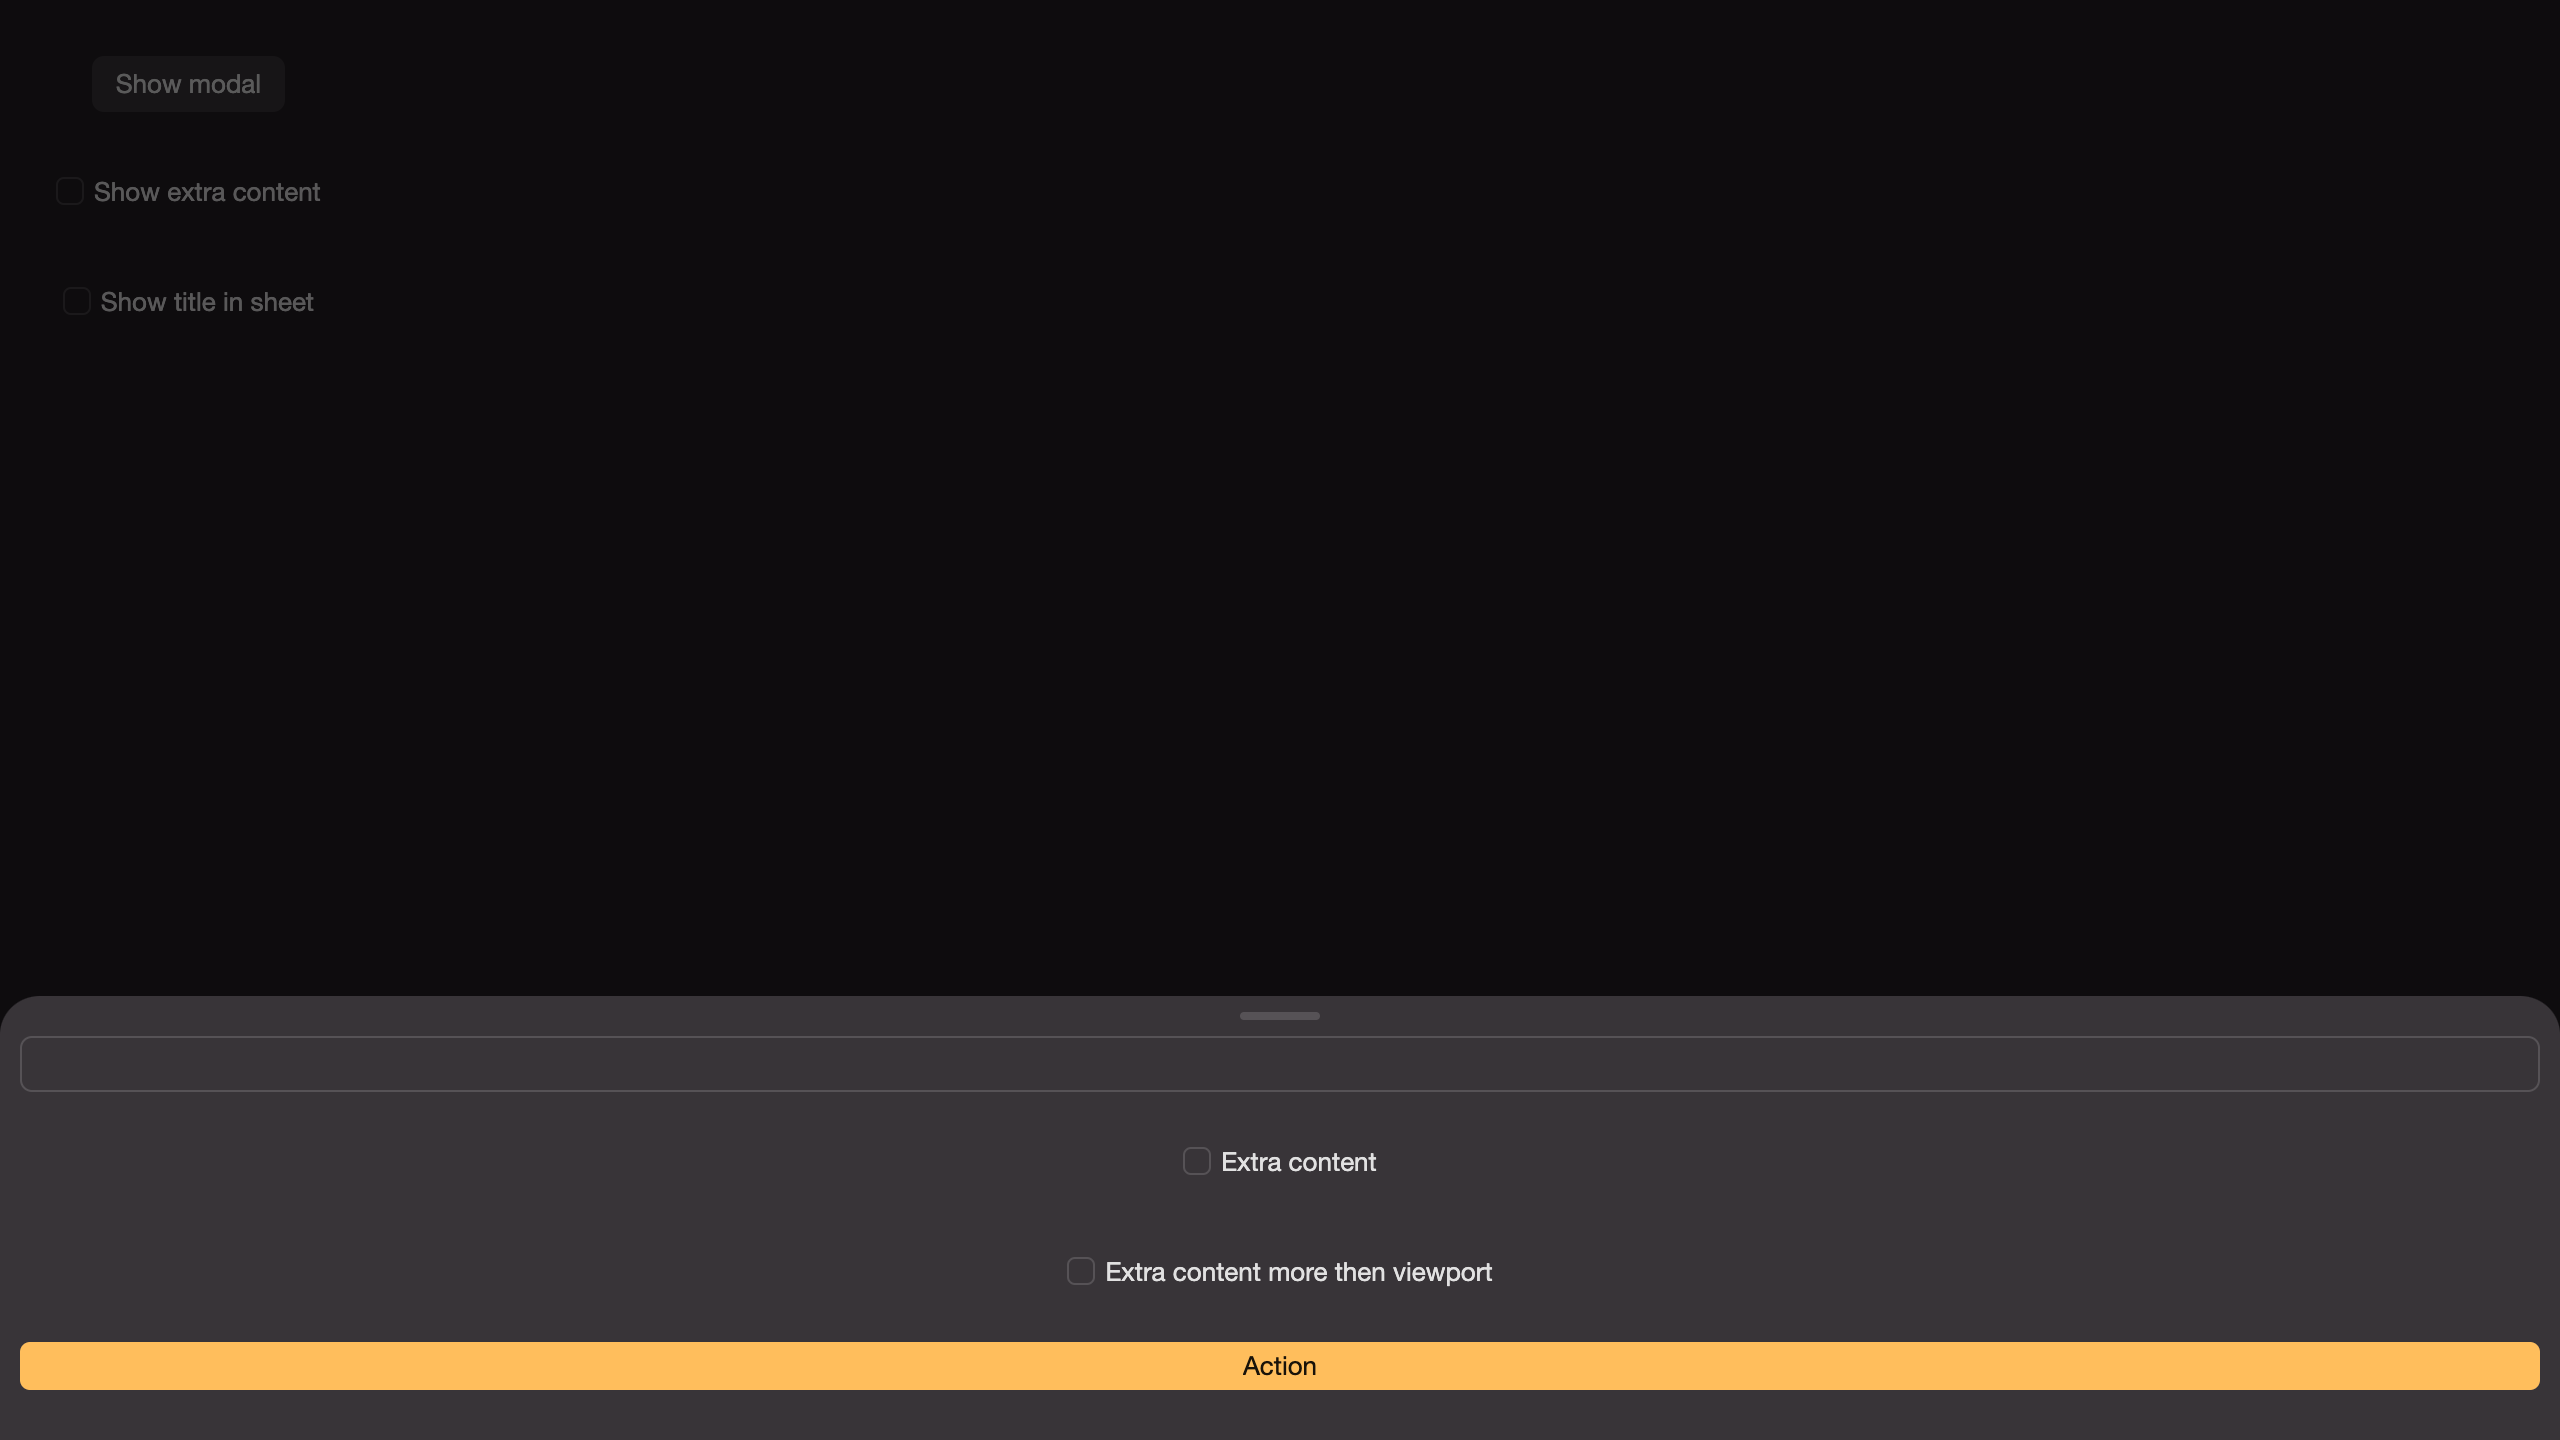 Show modal
Show extra content
Show title in sheet
Extra content
Extra content more then viewport
Action